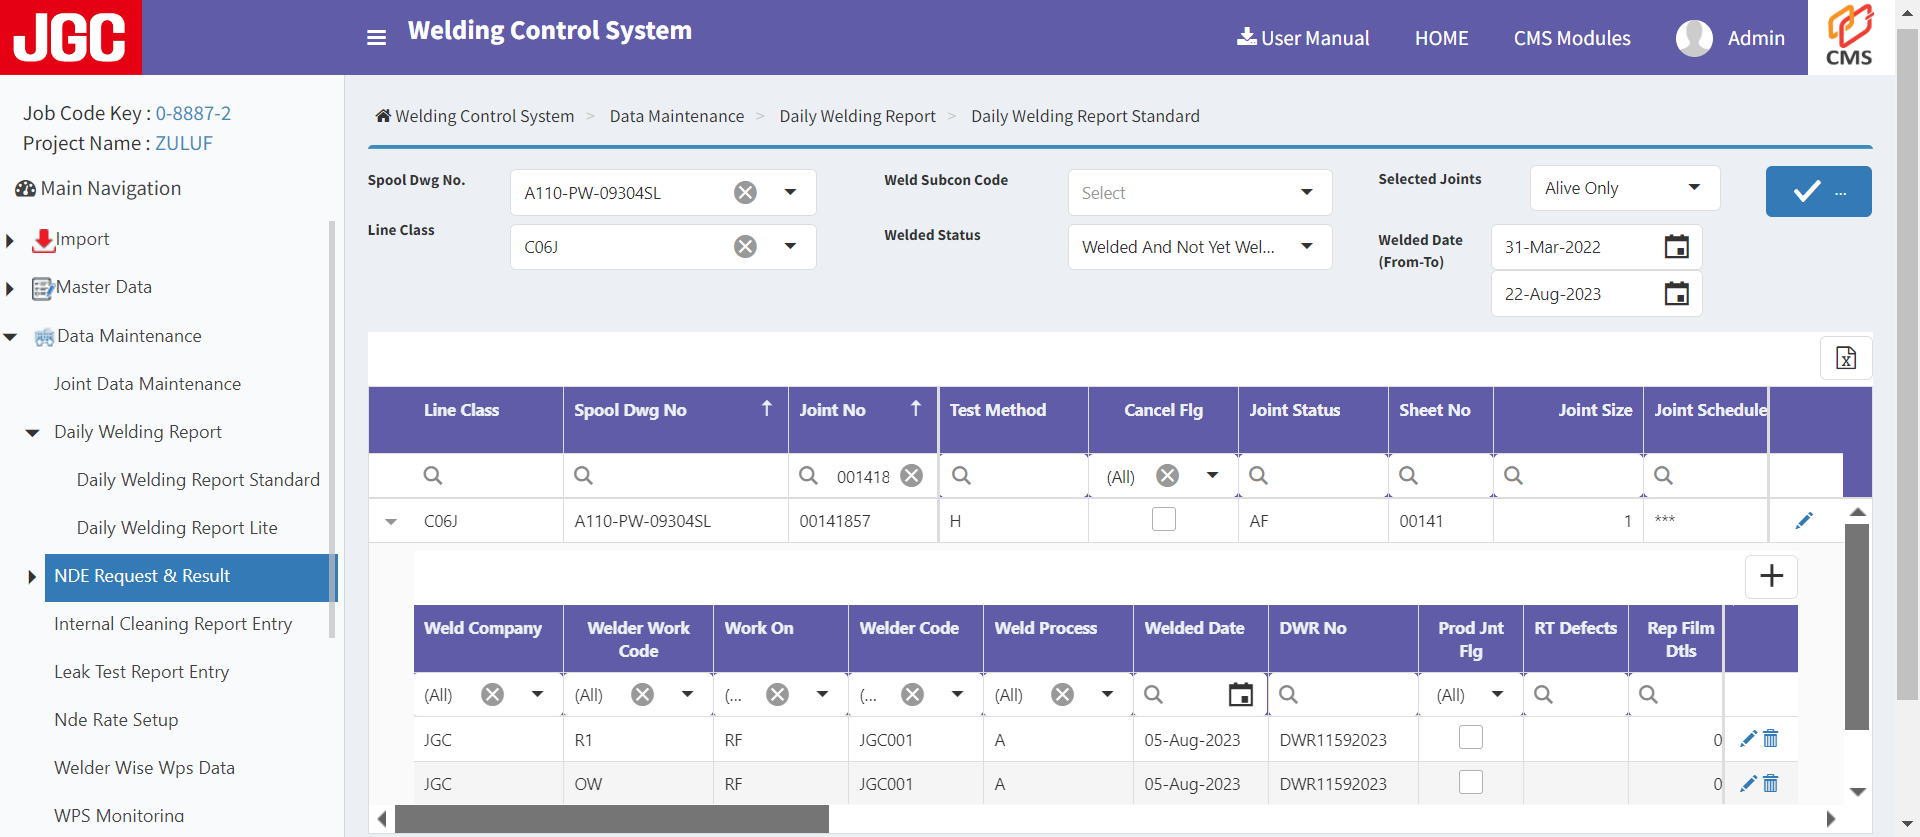 JGC
Welding Control System
User Manual
HOME
CMS Modules
Admin
CMS
Job Code Key : 0-8887-2
Project Name : ZULUF
Main Navigation
Import
Master Data
Data Maintenance
Joint Data Maintenance
Daily Welding Report
Daily Welding Report Standard
Daily Welding Report Lite
NDE Request & Result
Internal Cleaning Report Entry
Leak Test Report Entry
Nde Rate Setup
Welder Wise Wps Data
WPS Monitoring
Welding Control System > Data Maintenance > Daily Welding Report > Daily Welding Report Standard
Spool Dwg No.
A110-PW-09304SL
Line Class
C06J
Weld Subcon Code
Select
Welded Status
Welded And Not Yet Wel...
Selected Joints
Alive Only
...
Welded Date
(From-To)
31-Mar-2022
22-Aug-2023
Line Class
Spool Dwg No
Joint No
Test Method
Cancel Flg
Joint Status
Sheet No
Joint Size
Joint Schedule
001418
(All)
C06J
A110-PW-09304SL
00141857
H
AF
00141
1
***
Weld Company
Welder Work
Code
Work On
Welder Code
Weld Process
Welded Date
DWR No
Prod Jnt
Flg
RT Defects
Rep Film
Dtls
(All)
(All)
(...
(...
(All)
(All)
JGC
R1
RF
JGC001
A
05-Aug-2023
DWR11592023
0
JGC
OW
RF
JGC001
A
05-Aug-2023
DWR11592023
0